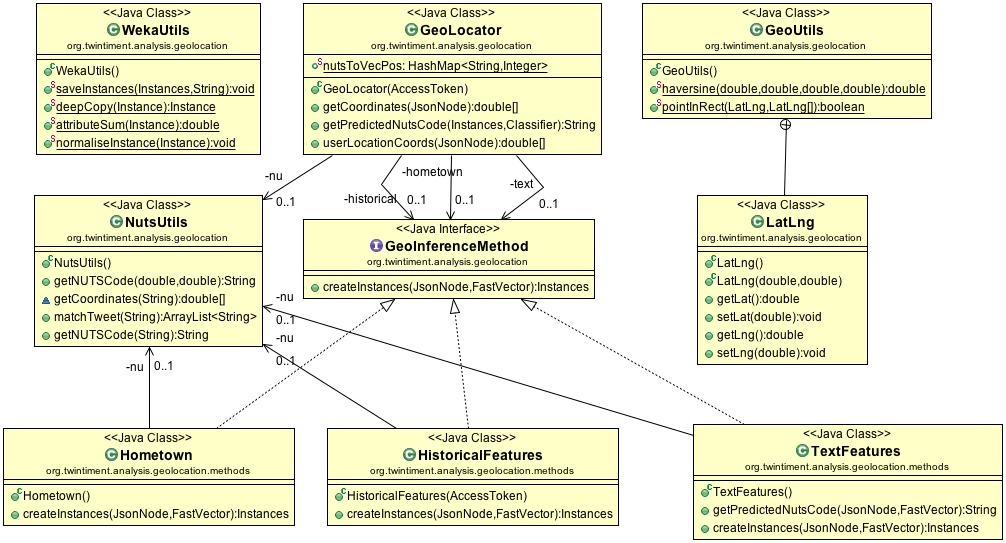 <<Java Class>>
WekaUtils
org.twintiment.analysis.geolocation
WekaUtils()
saveInstances(Instances,String):void
deepCopy(Instance):Instance
attributeSum(Instance):double
normaliseInstance(Instance):void
<<Java Class>>
GeoLocator
org.twintiment.analysis.geolocation
nutsToVecPos: HashMap<String,Integer>
GeoLocator(AccessToken)
getCoordinates(JsonNode):double[]
getPredictedNutsCode(Instances,Classifier):String
userLocationCoords(JsonNode):double[]
<<Java Class>>
GeoUtils
org.twintiment.analysis.geolocation
GeoUtils()
haversine(double,double,double,double):double
pointInRect(LatLng,LatLng[]):boolean
-nu
0..1
-historical
0..1
-hometown
0..1
-text
0..1
<<Java Class>>
NutsUtils
org.twintiment.analysis.geolocation
NutsUtils()
getNUTSCode(double,double):String
getCoordinates(String):double[]
matchTweet(String):ArrayList<String>
getNUTSCode(String):String
<<Java Interface>>
GeoInferenceMethod
org.twintiment.analysis.geolocation
createInstances(JsonNode,FastVector):Instances
<<Java Class>>
LatLng
org.twintiment.analysis.geolocation
LatLng()
LatLng(double,double)
getLat():double
setLat(double):void
getLng():double
setLng(double):void
-nu
0..1
-nu
0..1
-nu
0..1
<<Java Class>>
Hometown
org.twintiment.analysis.geolocation.methods
Hometown()
createInstances(JsonNode,FastVector):Instances
<<Java Class>>
HistoricalFeatures
org.twintiment.analysis.geolocation.methods
HistoricalFeatures(AccessToken)
createInstances(JsonNode,FastVector):Instances
<<Java Class>>
TextFeatures
org.twintiment.analysis.geolocation.methods
TextFeatures()
getPredictedNutsCode(JsonNode,FastVector):String
createInstances(JsonNode,FastVector):Instances